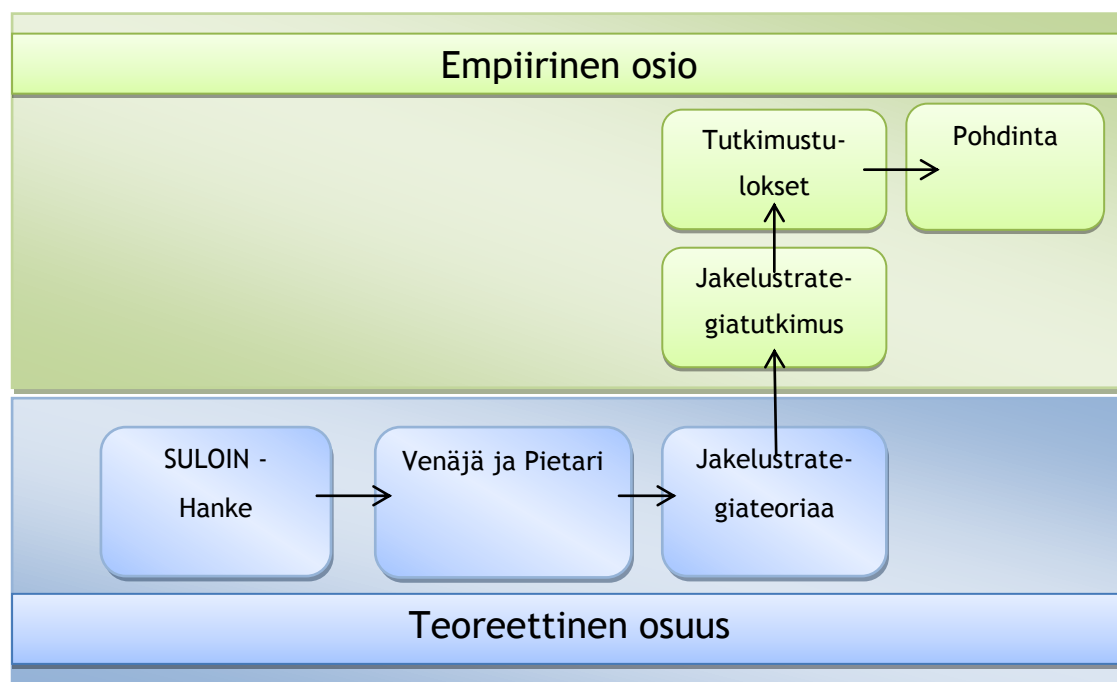 Empiirinen osio
Tutkimustu-
lokset
Pohdinta
Jakelustrate-
giatutkimus
SULOIN -
Hanke
Venäjä ja Pietari
Jakelustrate-
giateoriaa
Teoreettinen osuus